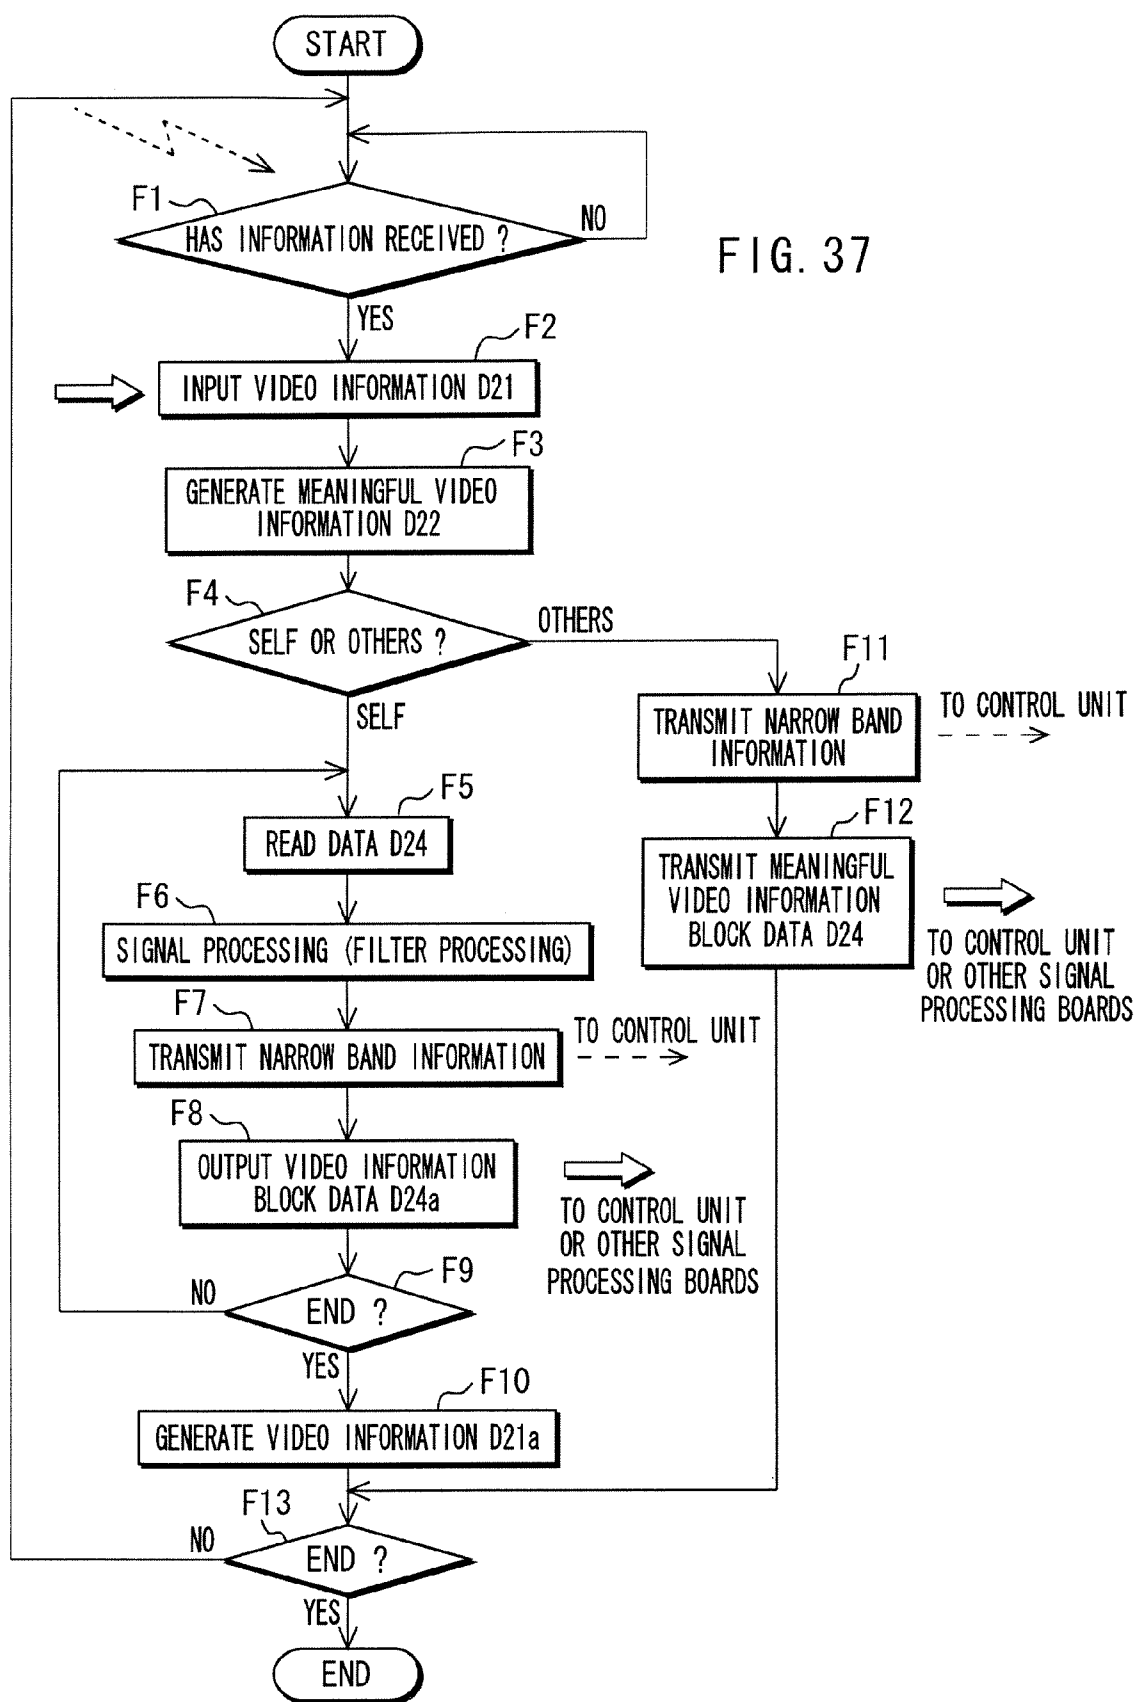 START
F1
HAS INFORMATION RECEIVED ?
NO
FIG. 37
YES
F2
INPUT VIDEO INFORMATION D21
F3
GENERATE MEANINGFUL VIDEO
INFORMATION D22
F4
SELF OR OTHERS ?
OTHERS
SELF
F11
TRANSMIT NARROW BAND
INFORMATION
TO CONTROL UNIT
F5
READ DATA D24
F12
TRANSMIT MEANINGFUL
VIDEO INFORMATION
BLOCK DATA D24
TO CONTROL UNIT
OR OTHER SIGNAL
PROCESSING BOARDS
F6
SIGNAL PROCESSING (FILTER PROCESSING)
F7
TRANSMIT NARROW BAND INFORMATION
TO CONTROL UNIT
F8
OUTPUT VIDEO INFORMATION
BLOCK DATA D24a
TO CONTROL UNIT
OR OTHER SIGNAL
PROCESSING BOARDS
F9
END ?
NO
YES
F10
GENERATE VIDEO INFORMATION D21a
F13
END ?
NO
YES
END